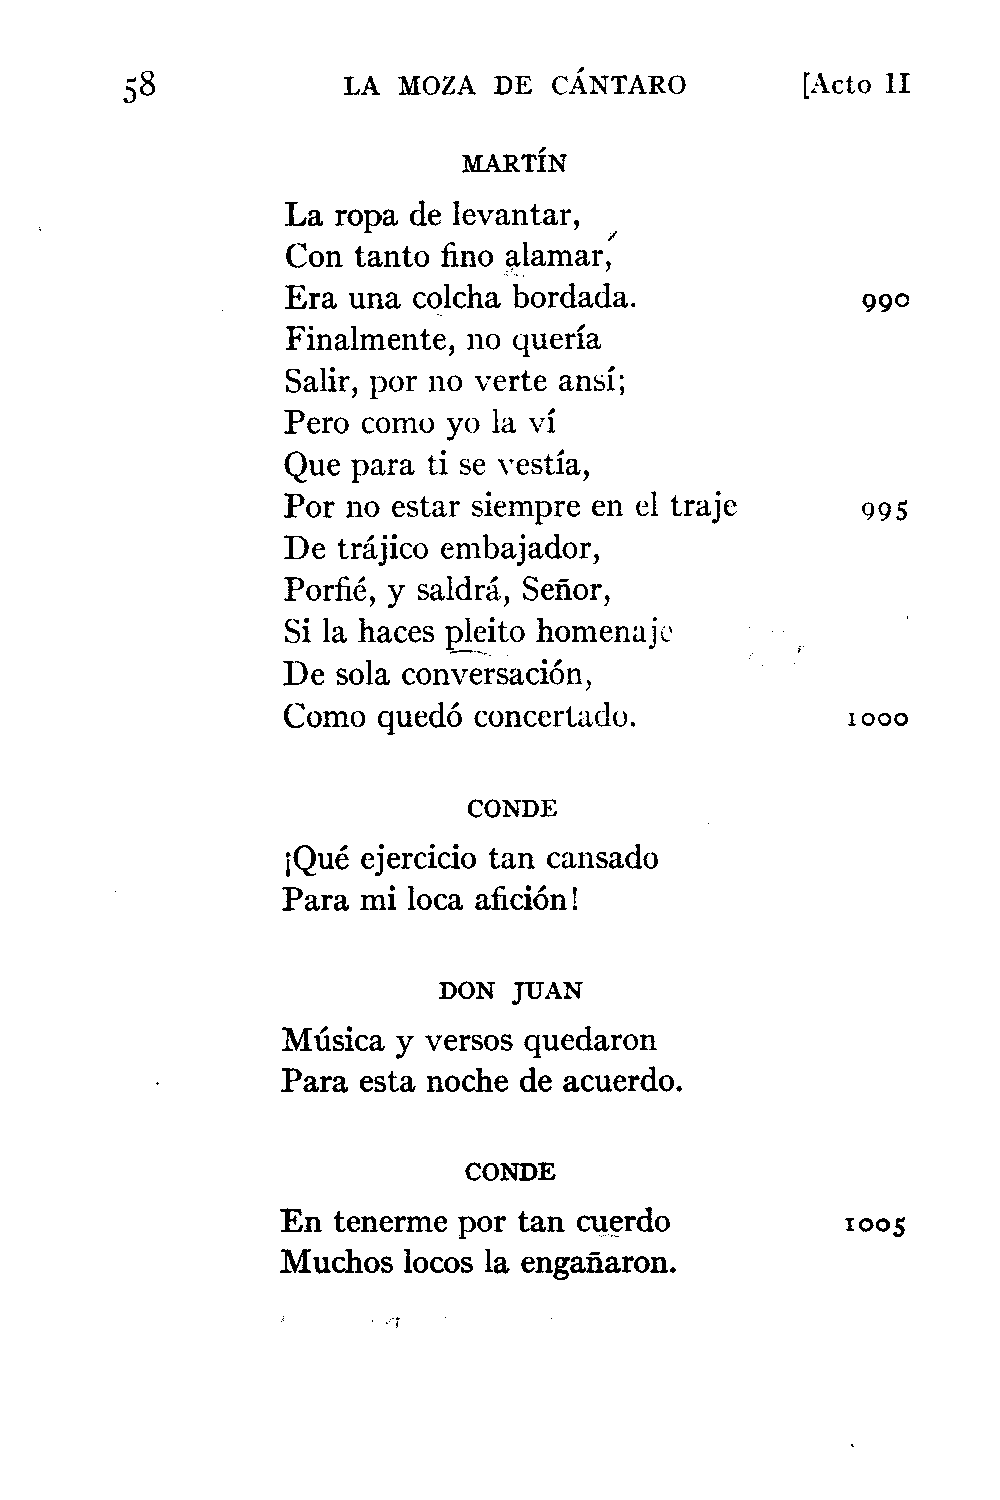 58 LA MOZA DE CÁNTARO [Acto II
MARTÍN
La ropa de levantar,
Con tanto fino alamar,
Era una colcha bordada. 990
Finalmente, no quería
Salir, por no verte ansí;
Pero como yo la ví
Que para ti se vestía,
Por no estar siempre en el traje 995
De trájico embajador,
Porfié, y saldrá, Señor,
Si la haces pleito homenaje
De sola conversación,
Como quedó concertado. 1000
CONDE
¡Qué ejercicio tan cansado
Para mi loca afición!
DON JUAN
Música y versos quedaron
Para esta noche de acuerdo.
CONDE
En tenerme por tan cuerdo 1005
Muchos locos la engañaron.